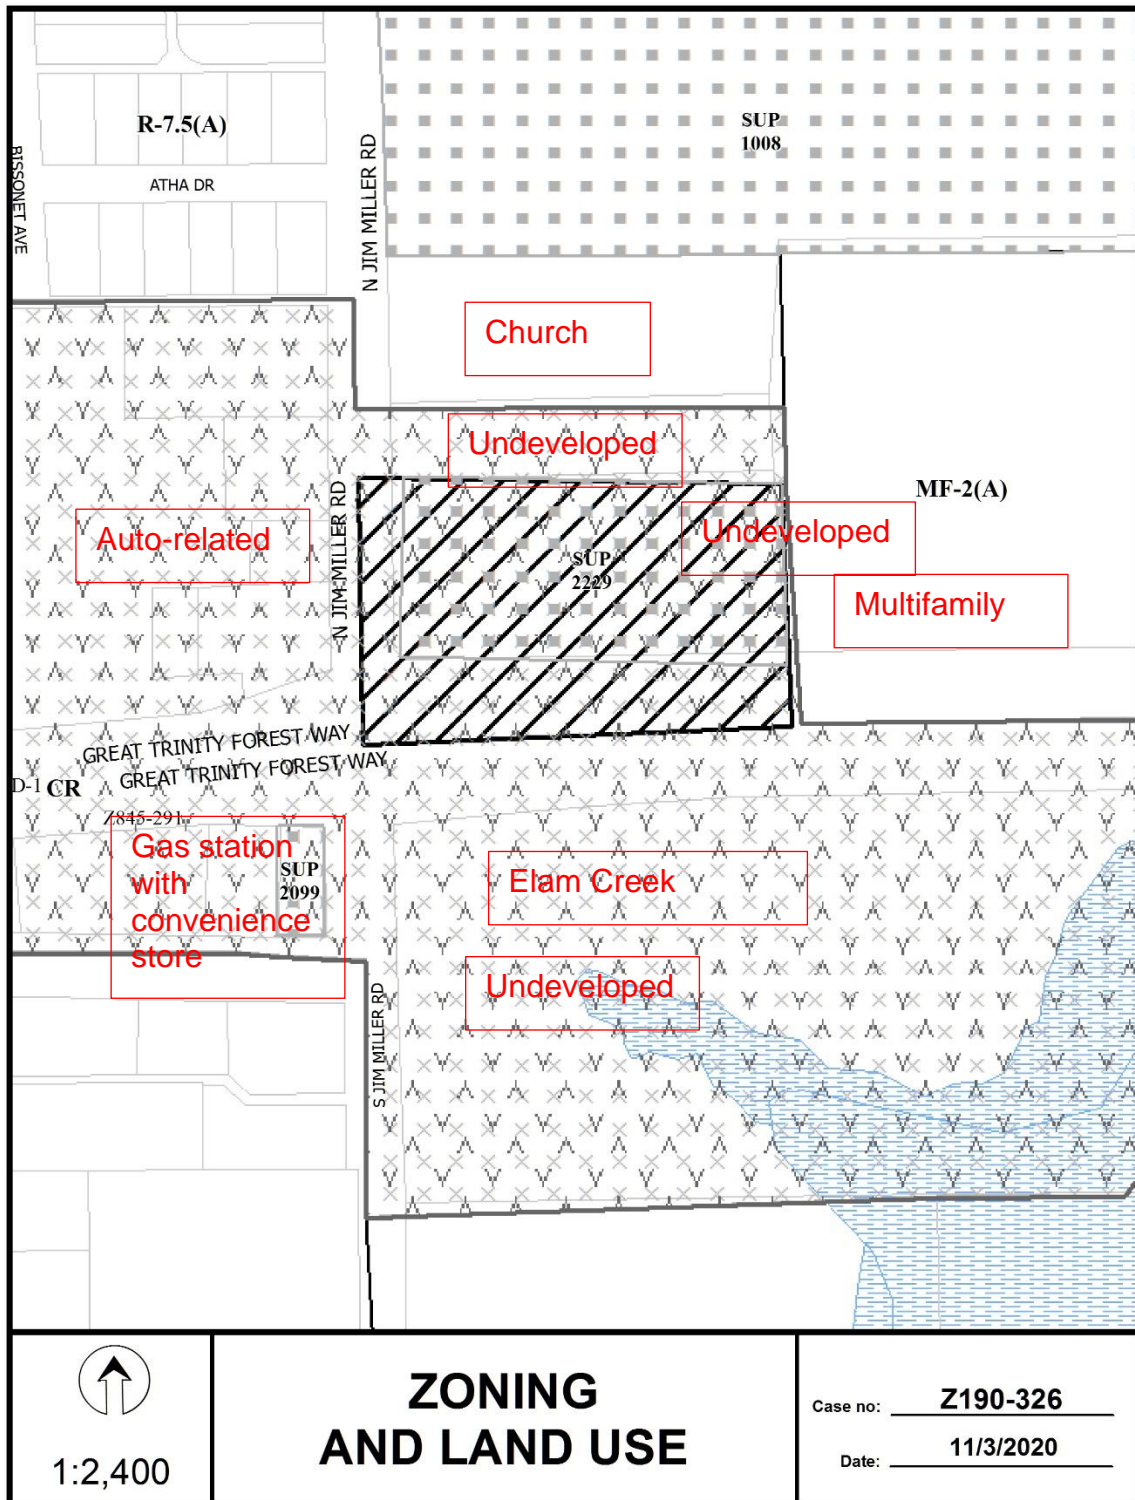 SUP
1008
R-7.5(A)
BISSONET AVE
ATHA DR
N JIM MILLER RD
Church
Undeveloped
MF-2(A)
N JIM MILLER RD
Auto-related
Undeveloped
SUP
2229
Multifamily
GREAT TRINITY FOREST WAY
GREAT TRINITY FOREST WAY
D-1 CR
Z845-291
Gas station
with
convenience
store
SUP
2099
Elam Creek
Undeveloped
S JIM MILLER RD
1:2,400
ZONING
AND LAND USE
Case no: Z190-326
Date: 11/3/2020